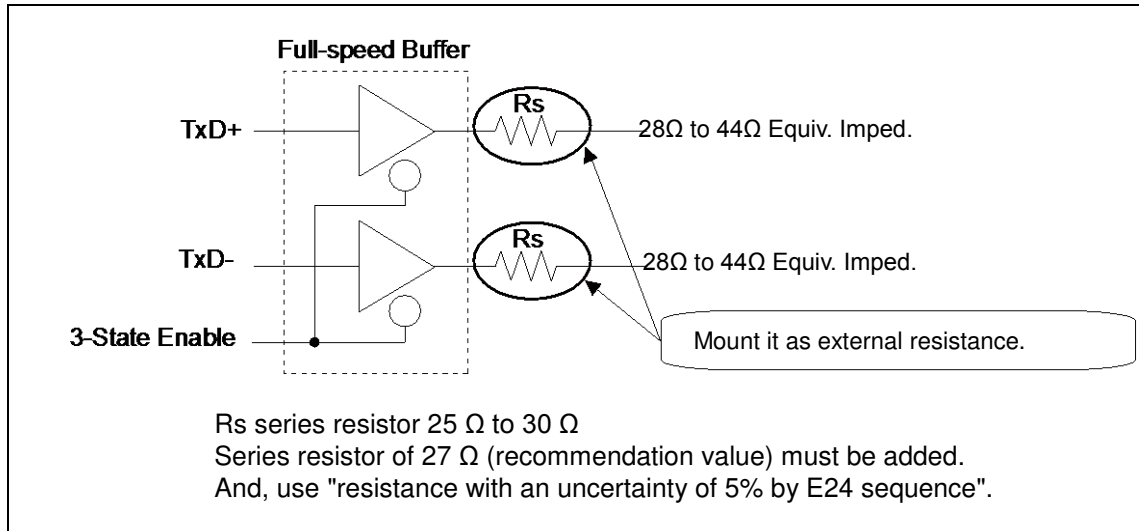 Full-speed Buffer
Rs
TxD+
28Ω to 44Ω Equiv. Imped.
Rs
TxD-
28Ω to 44Ω Equiv. Imped.
3-State Enable
Mount it as external resistance.
Rs series resistor 25 Ω to 30 Ω
Series resistor of 27 Ω (recommendation value) must be added.
And, use "resistance with an uncertainty of 5% by E24 sequence".